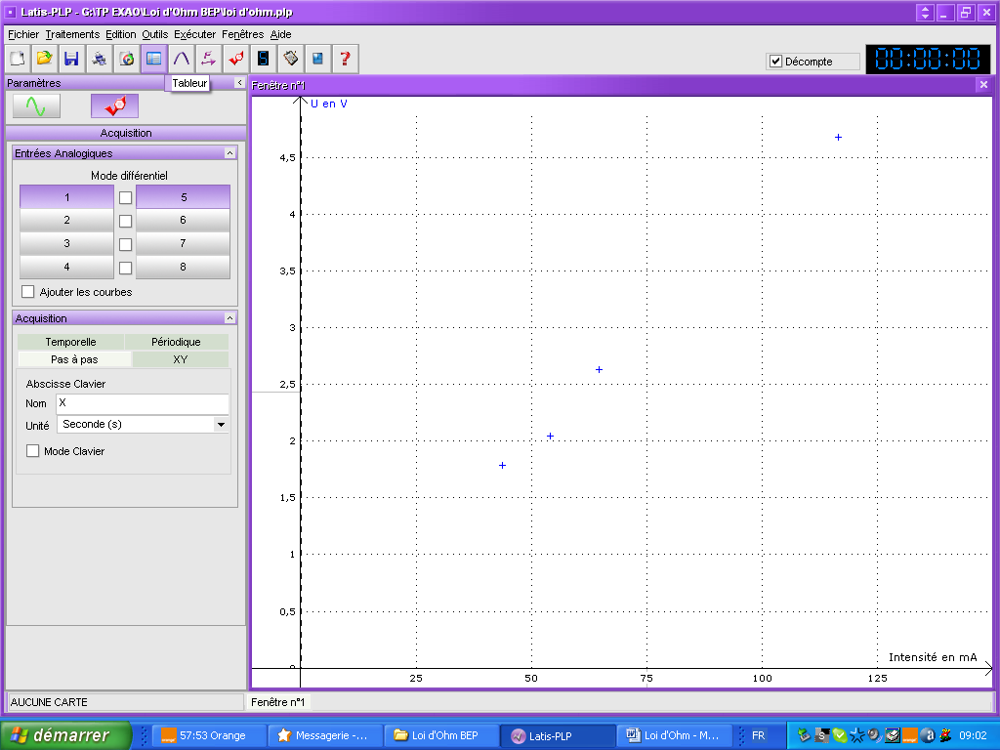 Latis-PLP - G:\TP EXAO\Loi d'Ohm BEP\loi d'ohm.plp
Fichier Traitements Edition Outils Exécuter Fenêtres Aide
Décompte
00:00:00
Tableur
Paramètres
Acquisition
Entrées Analogiques
Mode différentiel
1 5
2 6
3 7
4 8
Ajouter les courbes
Acquisition
Temporelle Périodique
Pas à pas XY
Abscisse Clavier
Nom X
Unité Seconde (s)
Mode Clavier
Fenêtre n°1
U en V
4,5
4
3,5
3
2,5
2
1,5
1
0,5
0
Intensité en mA
25 50 75 100 125
AUCUNE CARTE
Fenêtre n°1
démarrer
57:53 Orange
Messagerie -...
Loi d'Ohm BEP
Latis-PLP
Loi d'Ohm - M...
FR
09:02